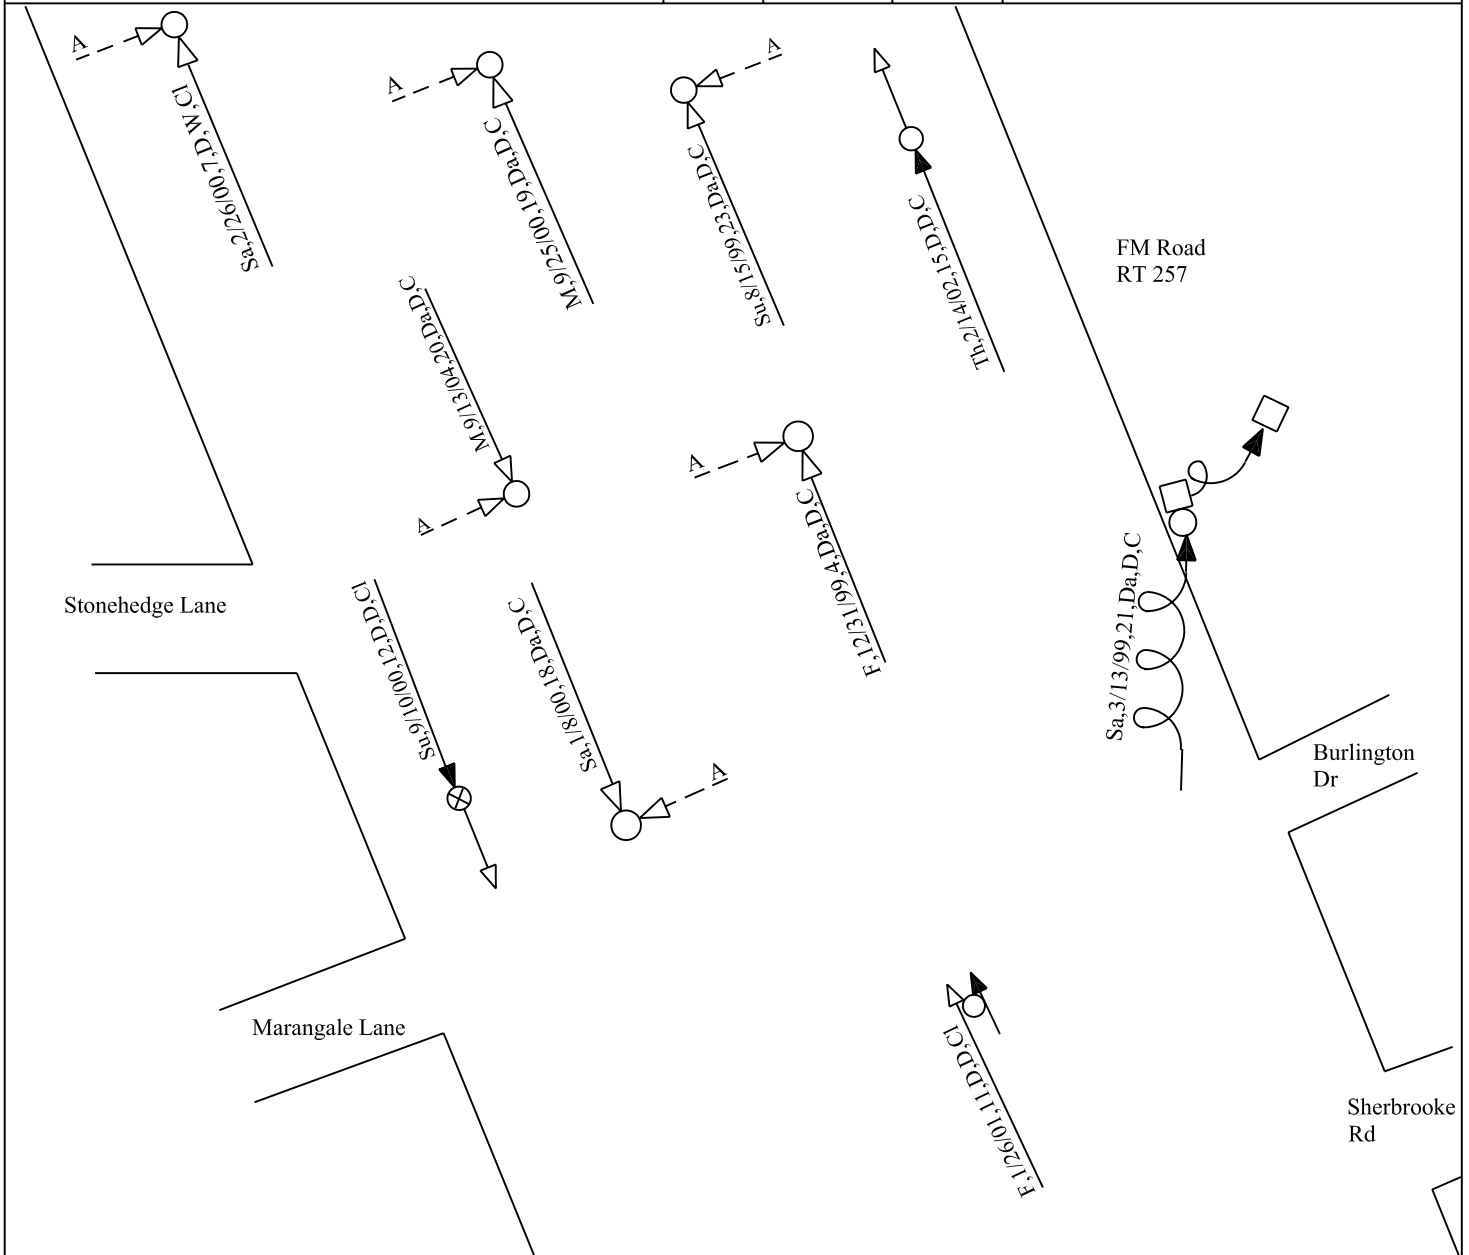 A
Sa,2/26/00,7,D,W,Cl
A
M,9/25/00,19,Da,D,C
A
Su,8/15/99,23,Da,D,C
Th,2/14/02,15,D,D,C
FM Road
RT 257
M,9/13/04,20,Da,D,C
A
A
F,12/31/99,4,Da,D,C
Sa,3/13/99,21,Da,D,C
Stonehedge Lane
Su,9/10/00,12,D,D,Cl
Sa,1/8/00,18,Da,D,C
A
Burlington
Dr
Marangale Lane
F,1/26/01,11,D,D,Cl
Sherbrooke
Rd